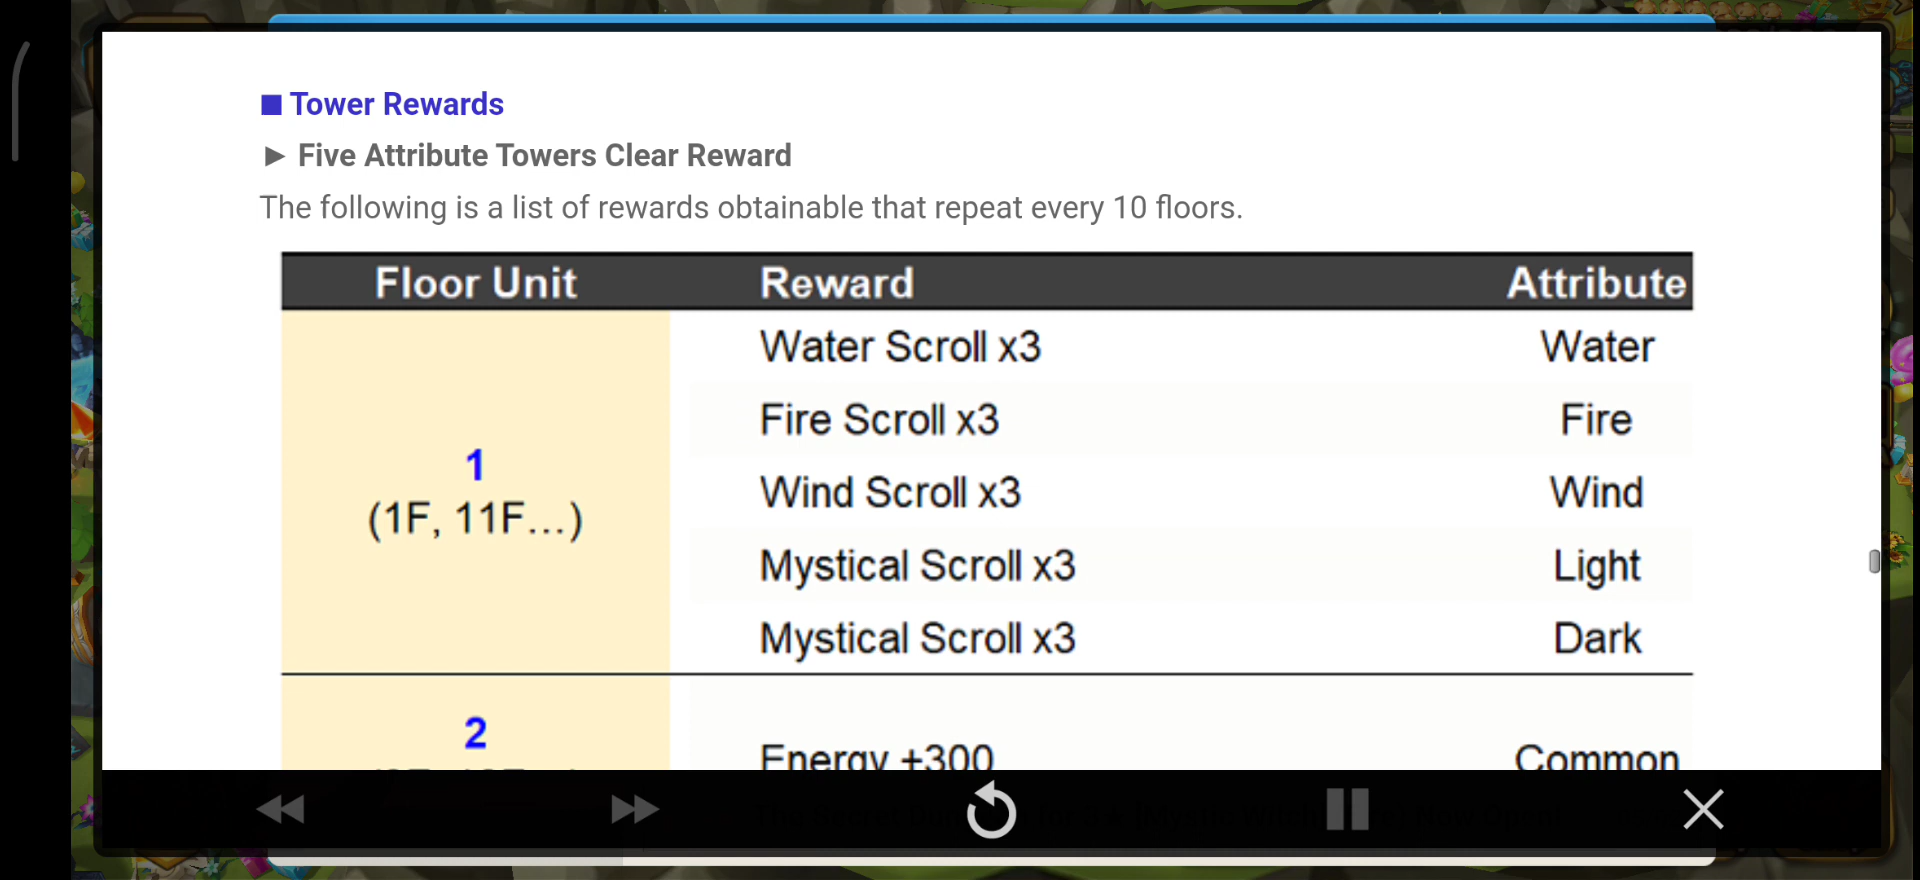 ■ Tower Rewards
► Five Attribute Towers Clear Reward
The following is a list of rewards obtainable that repeat every 10 floors.
Floor Unit Reward Attribute
1
(1F, 11F...)
Water Scroll x3 Water
Fire Scroll x3 Fire
Wind Scroll x3 Wind
Mystical Scroll x3 Light
Mystical Scroll x3 Dark
2
Energy +300 Common